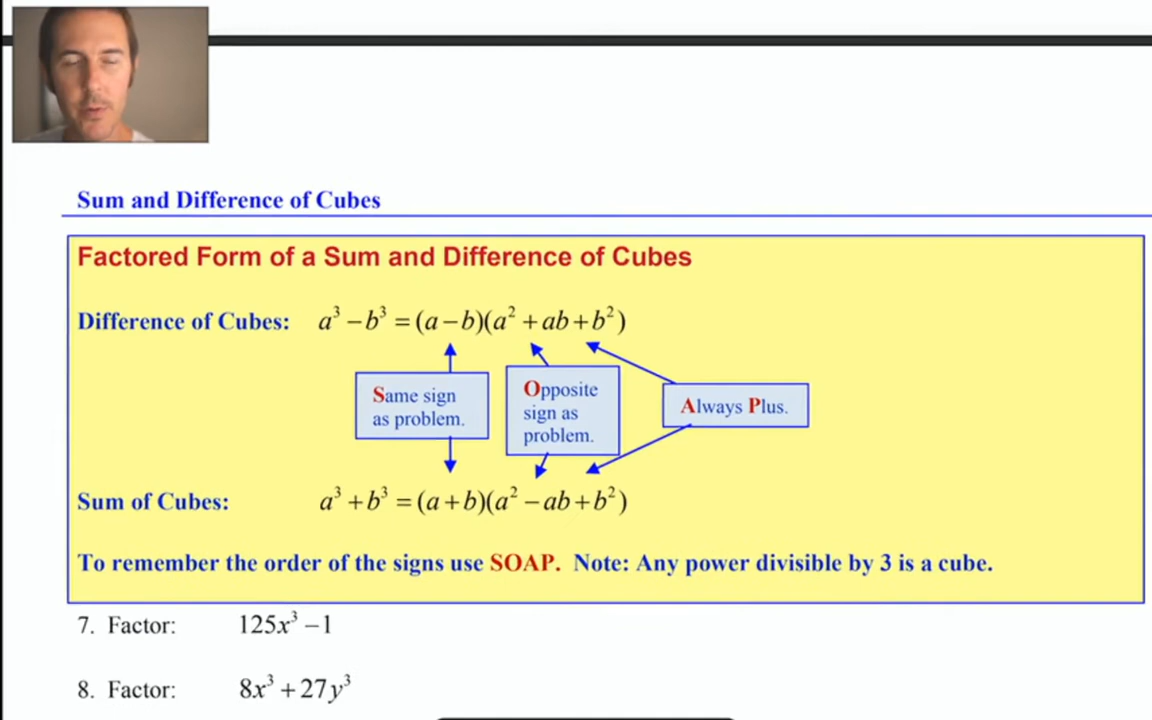 Sum and Difference of Cubes
Factored Form of a Sum and Difference of Cubes
Difference of Cubes: a³ – b³ = (a – b)(a² + ab + b²)
Same sign
as problem.
Opposite
sign as
problem.
Always Plus.
Sum of Cubes: a³ + b³ = (a + b)(a² – ab + b²)
To remember the order of the signs use SOAP. Note: Any power divisible by 3 is a cube.
7. Factor: 125x³ – 1
8. Factor: 8x³ + 27y³